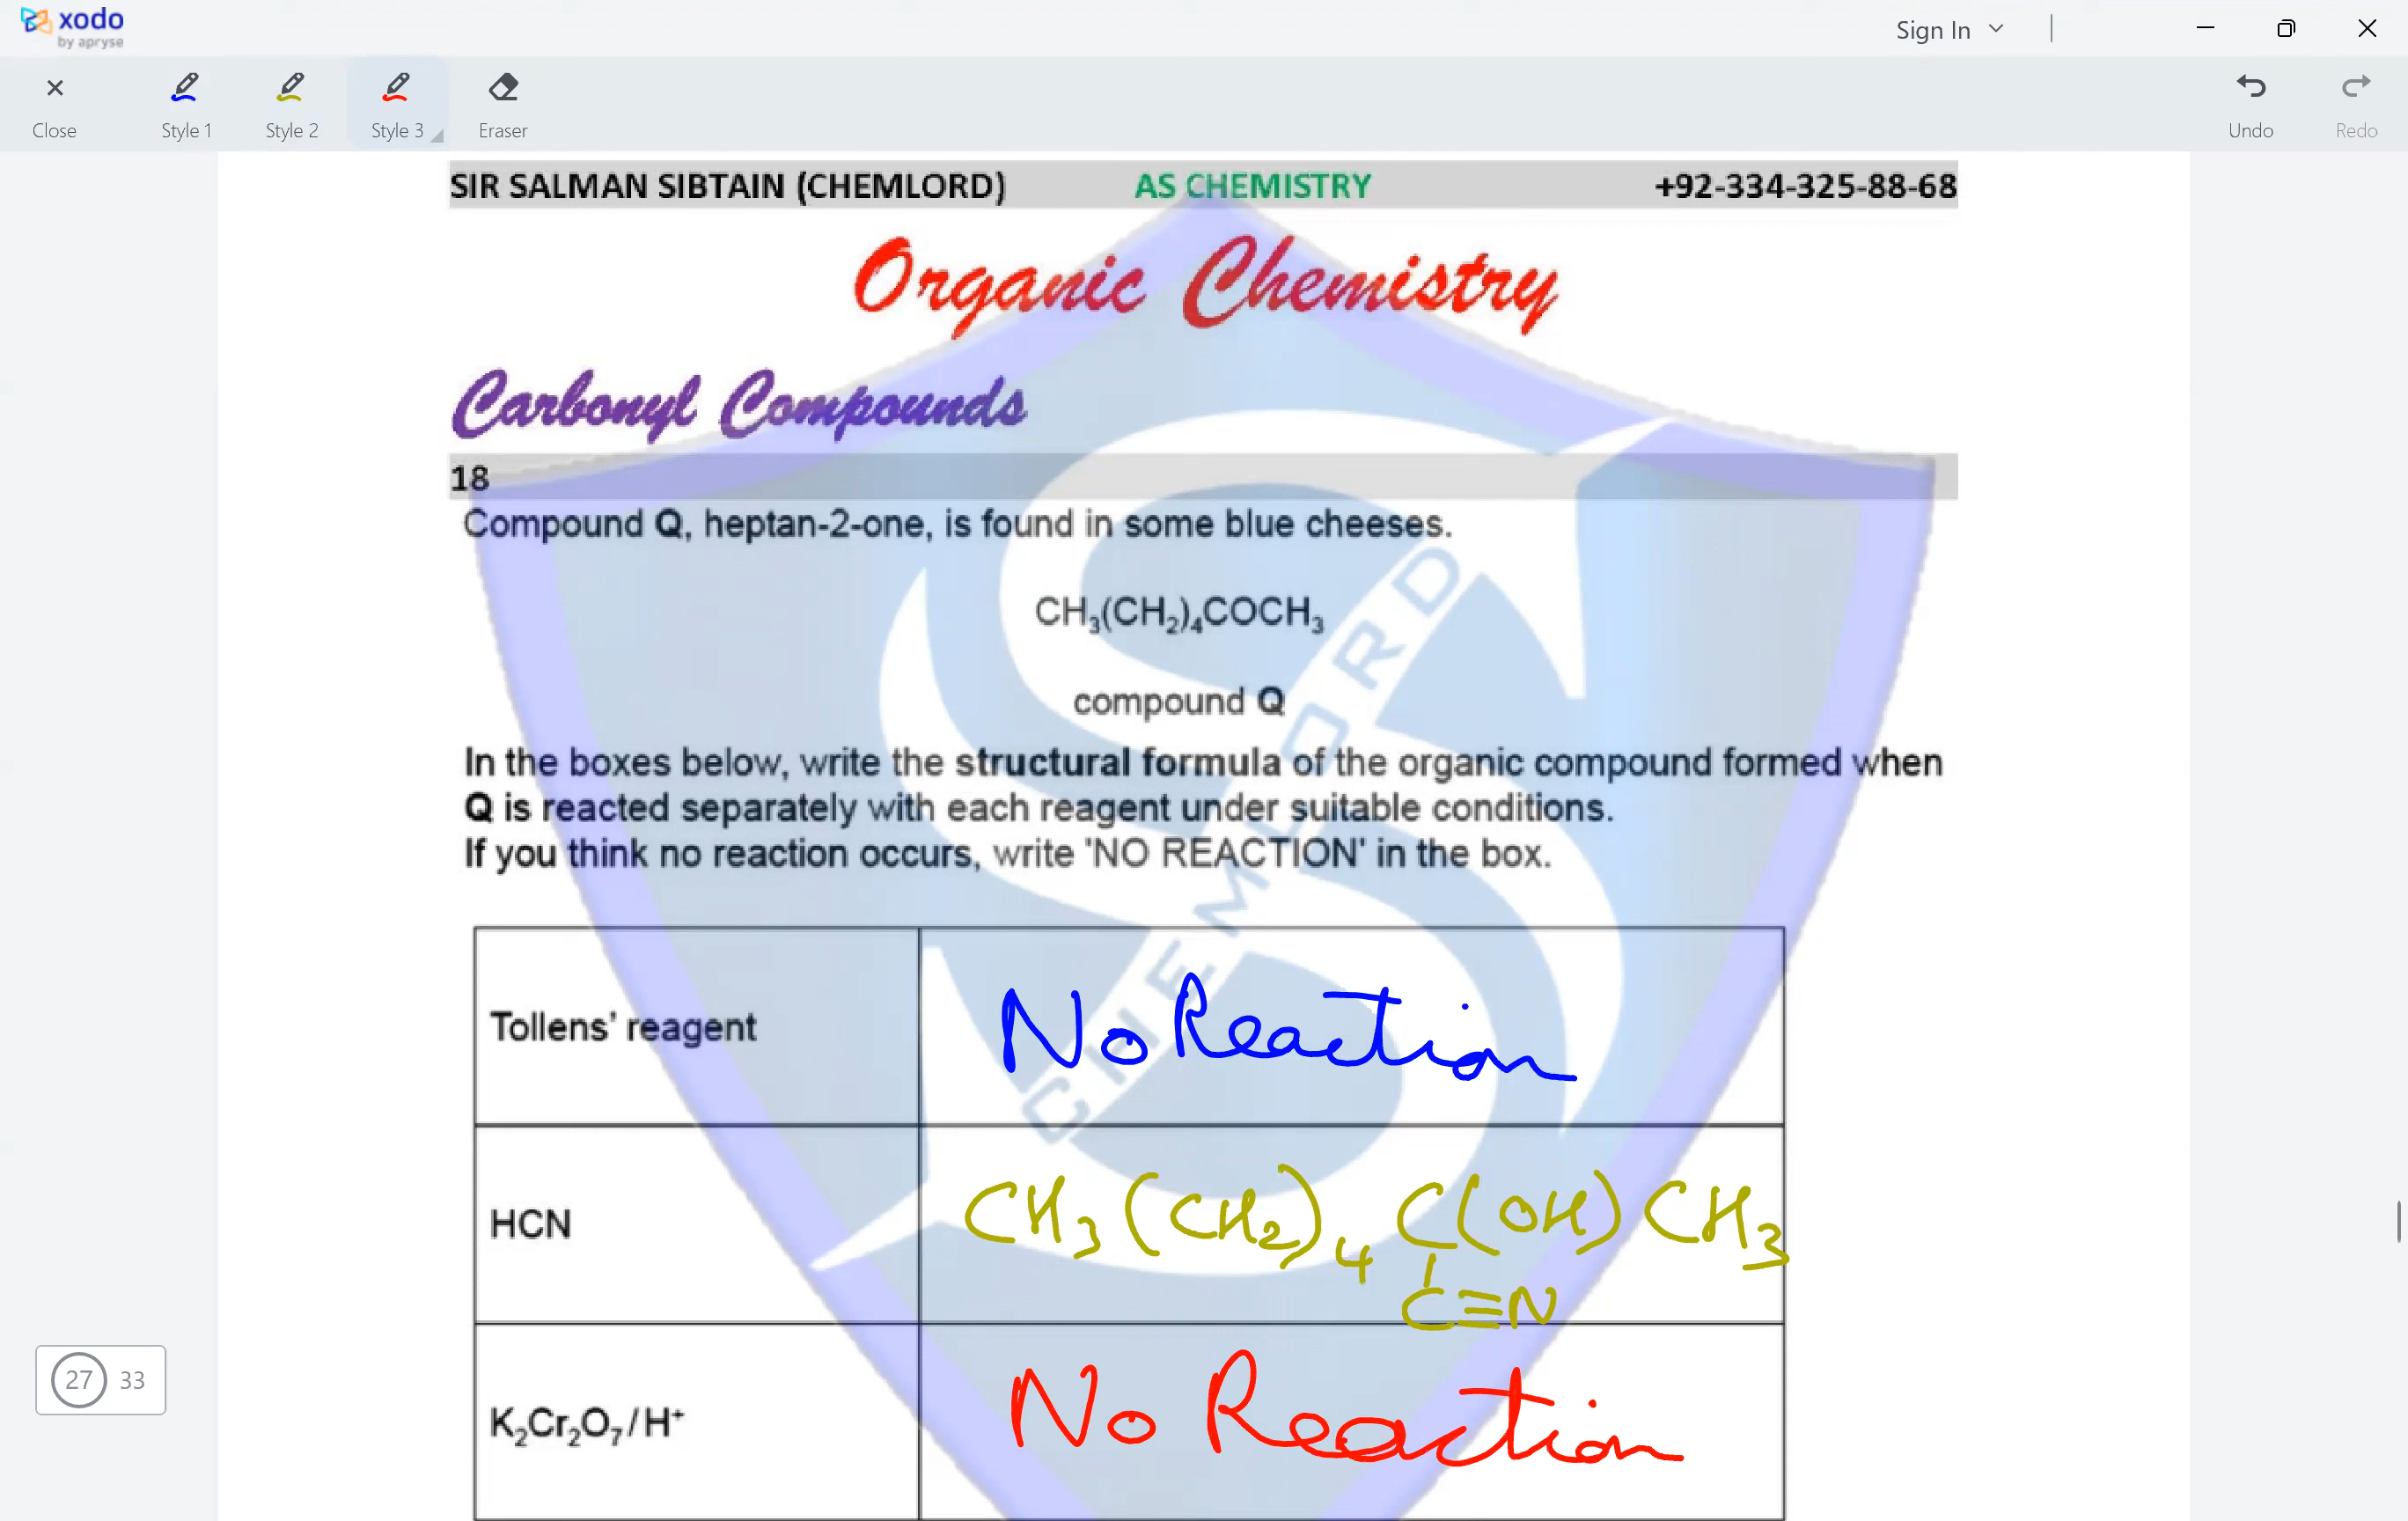 xodo
by apryse
Sign In
Close
Style 1
Style 2
Style 3
Eraser
Undo
Redo
SIR SALMAN SIBTAIN (CHEMLORD) AS CHEMISTRY +92-334-325-88-68
Organic Chemistry
Carbonyl Compounds
18
Compound Q, heptan-2-one, is found in some blue cheeses.
CH₃(CH₂)₄COCH₃
compound Q
In the boxes below, write the structural formula of the organic compound formed when
Q is reacted separately with each reagent under suitable conditions.
If you think no reaction occurs, write 'NO REACTION' in the box.
CHEMLORD
Tollens' reagent No Reaction
HCN CH₃(CH₂)₄C(OH)CH₃
C≡N
K₂Cr₂O₇/H⁺ No Reaction
27 33